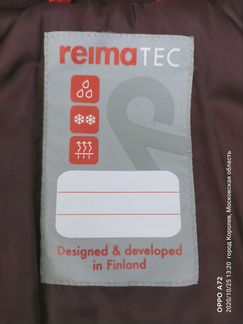 reimaTEC
Designed & developed
in Finland
OPPO A72
2020/10/25 13:20 город Королев, Московская область